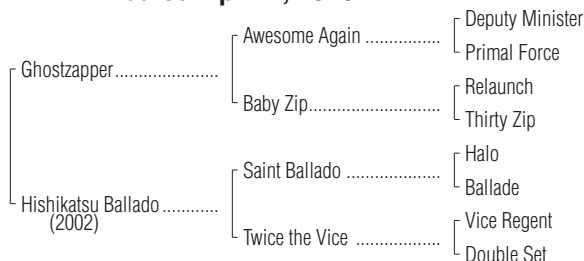 Deputy Minister
Awesome Again
Primal Force
Ghostzapper
Relaunch
Baby Zip
Thirty Zip
Halo
Saint Ballado
Ballade
Hishikatsu Ballado
(2002)
Vice Regent
Twice the Vice
Double Set